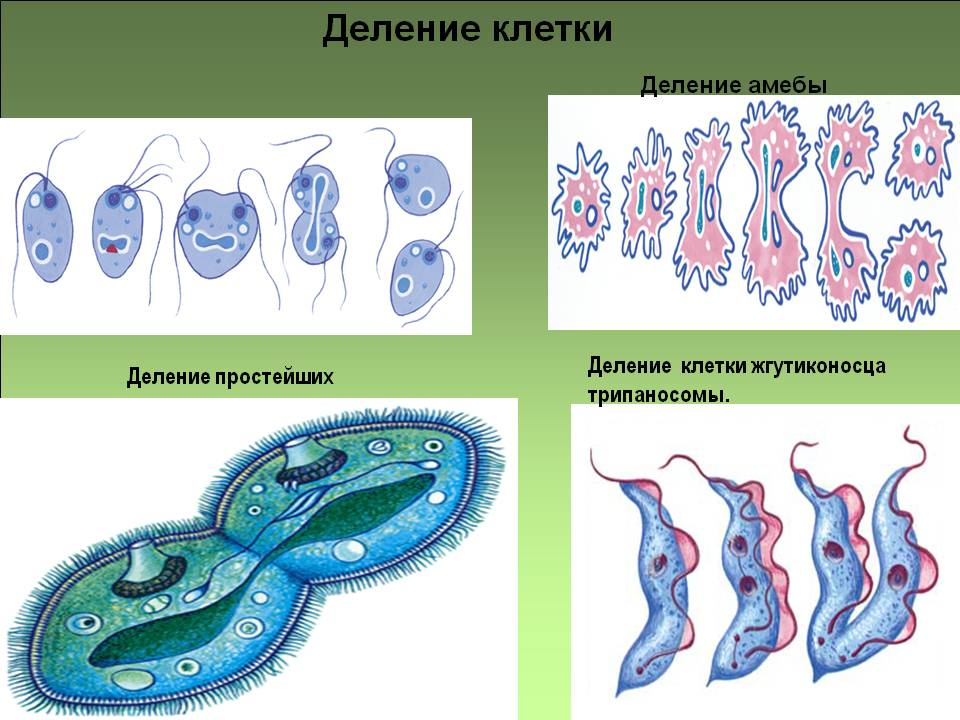 Деление клетки
Деление амебы
Деление простейших
Деление клетки жгутиконосца
трипаносомы.